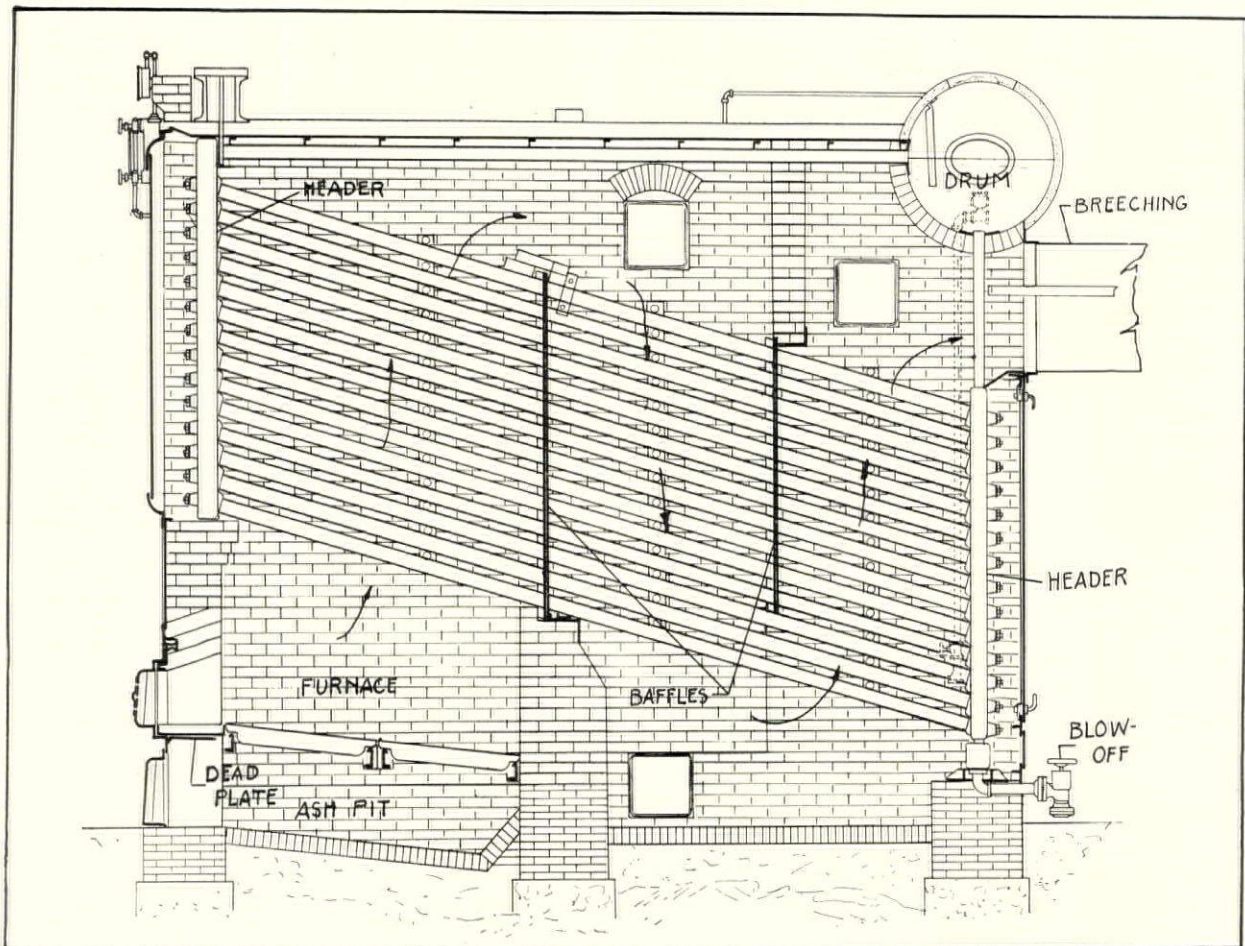 HEADER
DRUM
BREECHING
HEADER
FURNACE
BAFFLES
BLOW-
OFF
DEAD
PLATE
ASH PIT